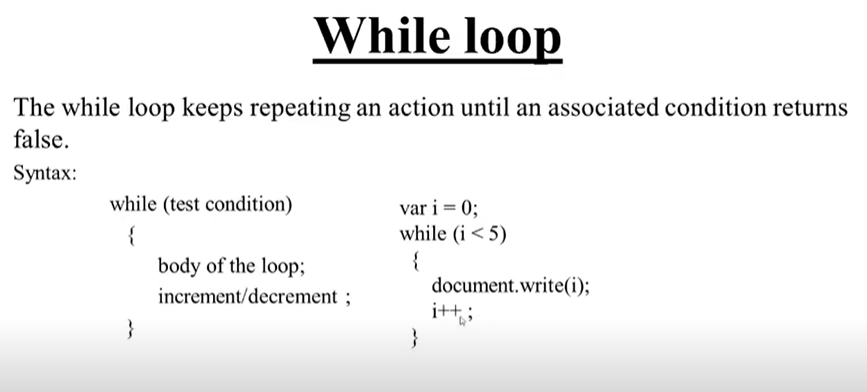 While loop
The while loop keeps repeating an action until an associated condition returns
false.
Syntax:
while (test condition)
{
body of the loop;
increment/decrement ;
}
var i = 0;
while (i < 5)
{
document.write(i);
i++ ;
}